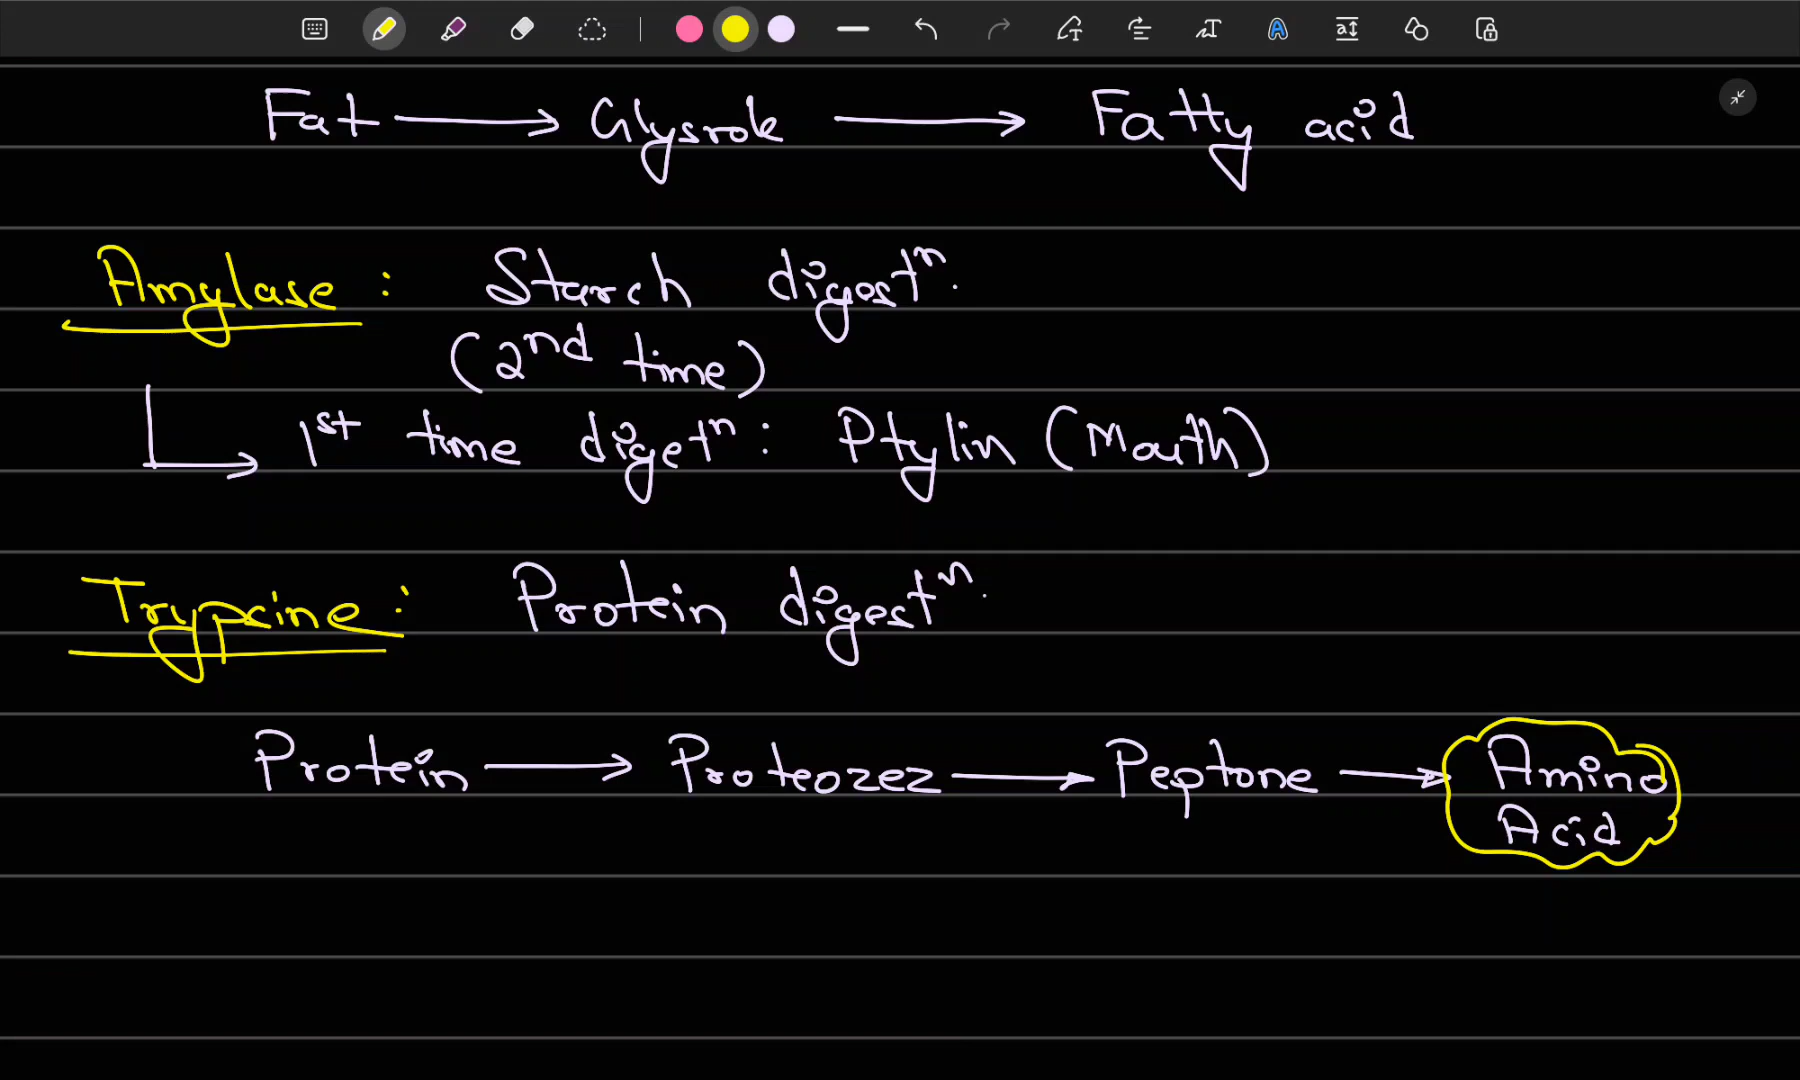 Fat → Glysrole → Fatty acid
Amylase : Starch digestⁿ.
(2nd time)
1st time digetⁿ : Ptylin (Mouth)
Trypsine : Protein digestⁿ.
Protein → Proteozez → Peptone → Amino
Acid